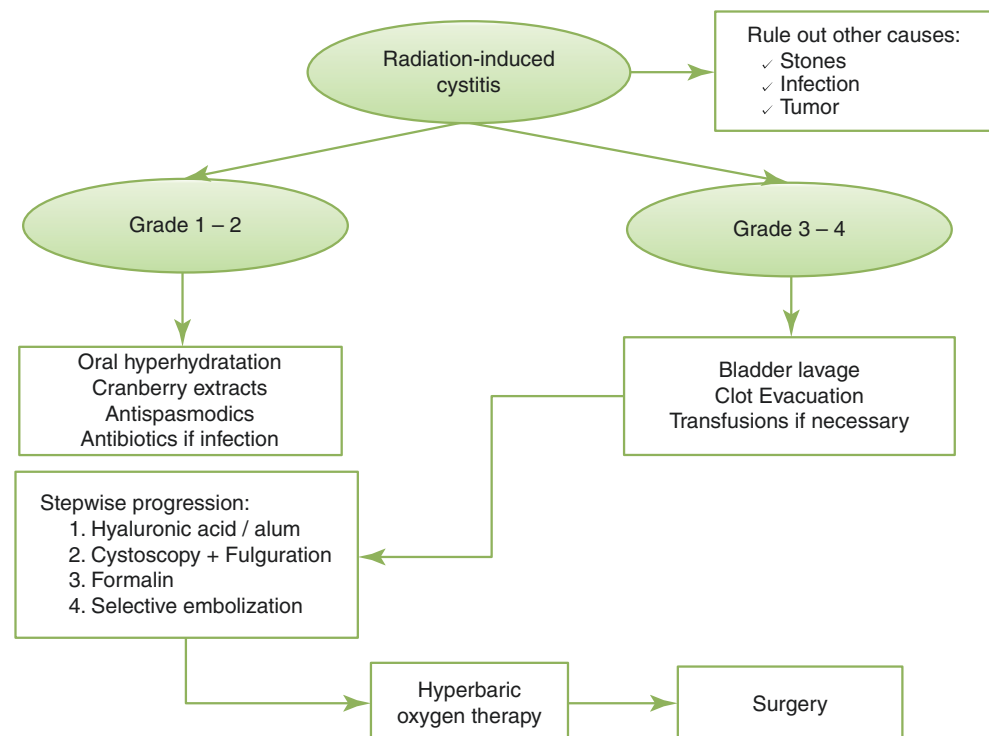 Radiation-induced
cystitis
Rule out other causes:
✓ Stones
✓ Infection
✓ Tumor
Grade 1 – 2
Grade 3 – 4
Oral hyperhydratation
Cranberry extracts
Antispasmodics
Antibiotics if infection
Bladder lavage
Clot Evacuation
Transfusions if necessary
Stepwise progression:
1. Hyaluronic acid / alum
2. Cystoscopy + Fulguration
3. Formalin
4. Selective embolization
Hyperbaric
oxygen therapy
Surgery